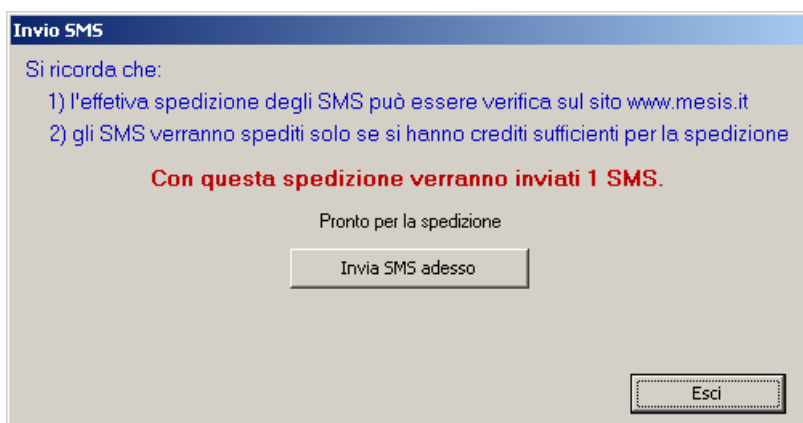 Invio SMS
Si ricorda che:
1) l'effetiva spedizione degli SMS può essere verifica sul sito www.mesis.it
2) gli SMS verranno spediti solo se si hanno crediti sufficienti per la spedizione
Con questa spedizione verranno inviati 1 SMS.
Pronto per la spedizione
Invia SMS adesso
Esci